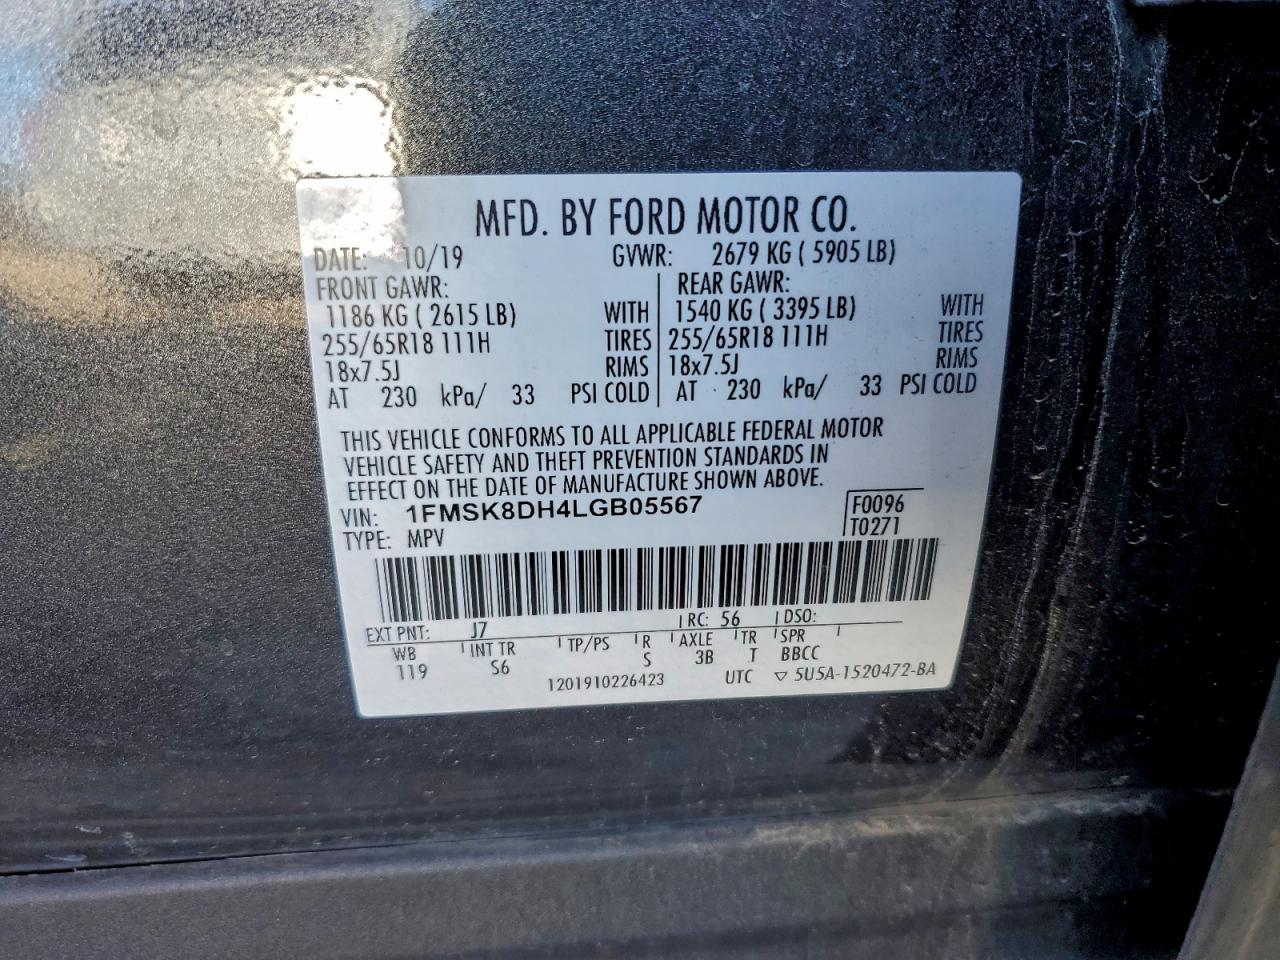 MFD. BY FORD MOTOR CO.
DATE: 10/19 GVWR: 2679 KG ( 5905 LB)
FRONT GAWR: REAR GAWR:
1186 KG ( 2615 LB) WITH 1540 KG ( 3395 LB) WITH
255/65R18 111H TIRES 255/65R18 111H TIRES
18x7.5J RIMS 18x7.5J RIMS
AT 230 kPa/ 33 PSI COLD AT 230 kPa/ 33 PSI COLD
THIS VEHICLE CONFORMS TO ALL APPLICABLE FEDERAL MOTOR
VEHICLE SAFETY AND THEFT PREVENTION STANDARDS IN
EFFECT ON THE DATE OF MANUFACTURE SHOWN ABOVE.
VIN: 1FMSK8DH4LGB05567 F0096
TYPE: MPV T0271
EXT PNT: J7 RC: 56 DSO:
WB INT TR TP/PS R AXLE TR SPR
119 S6 S 3B T BBCC
1201910226423 UTC ▽ 5U5A-1520472-BA